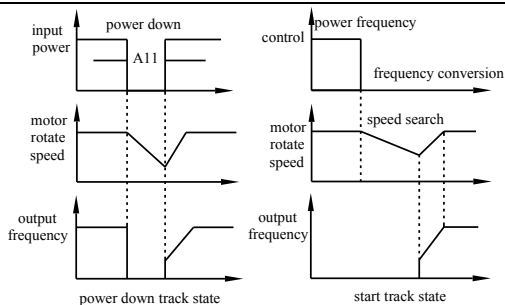 power down
input
power
A11
motor
rotate
speed
output
frequency
power down track state
power frequency
control
frequency conversion
speed search
motor
rotate
speed
output
frequency
start track state